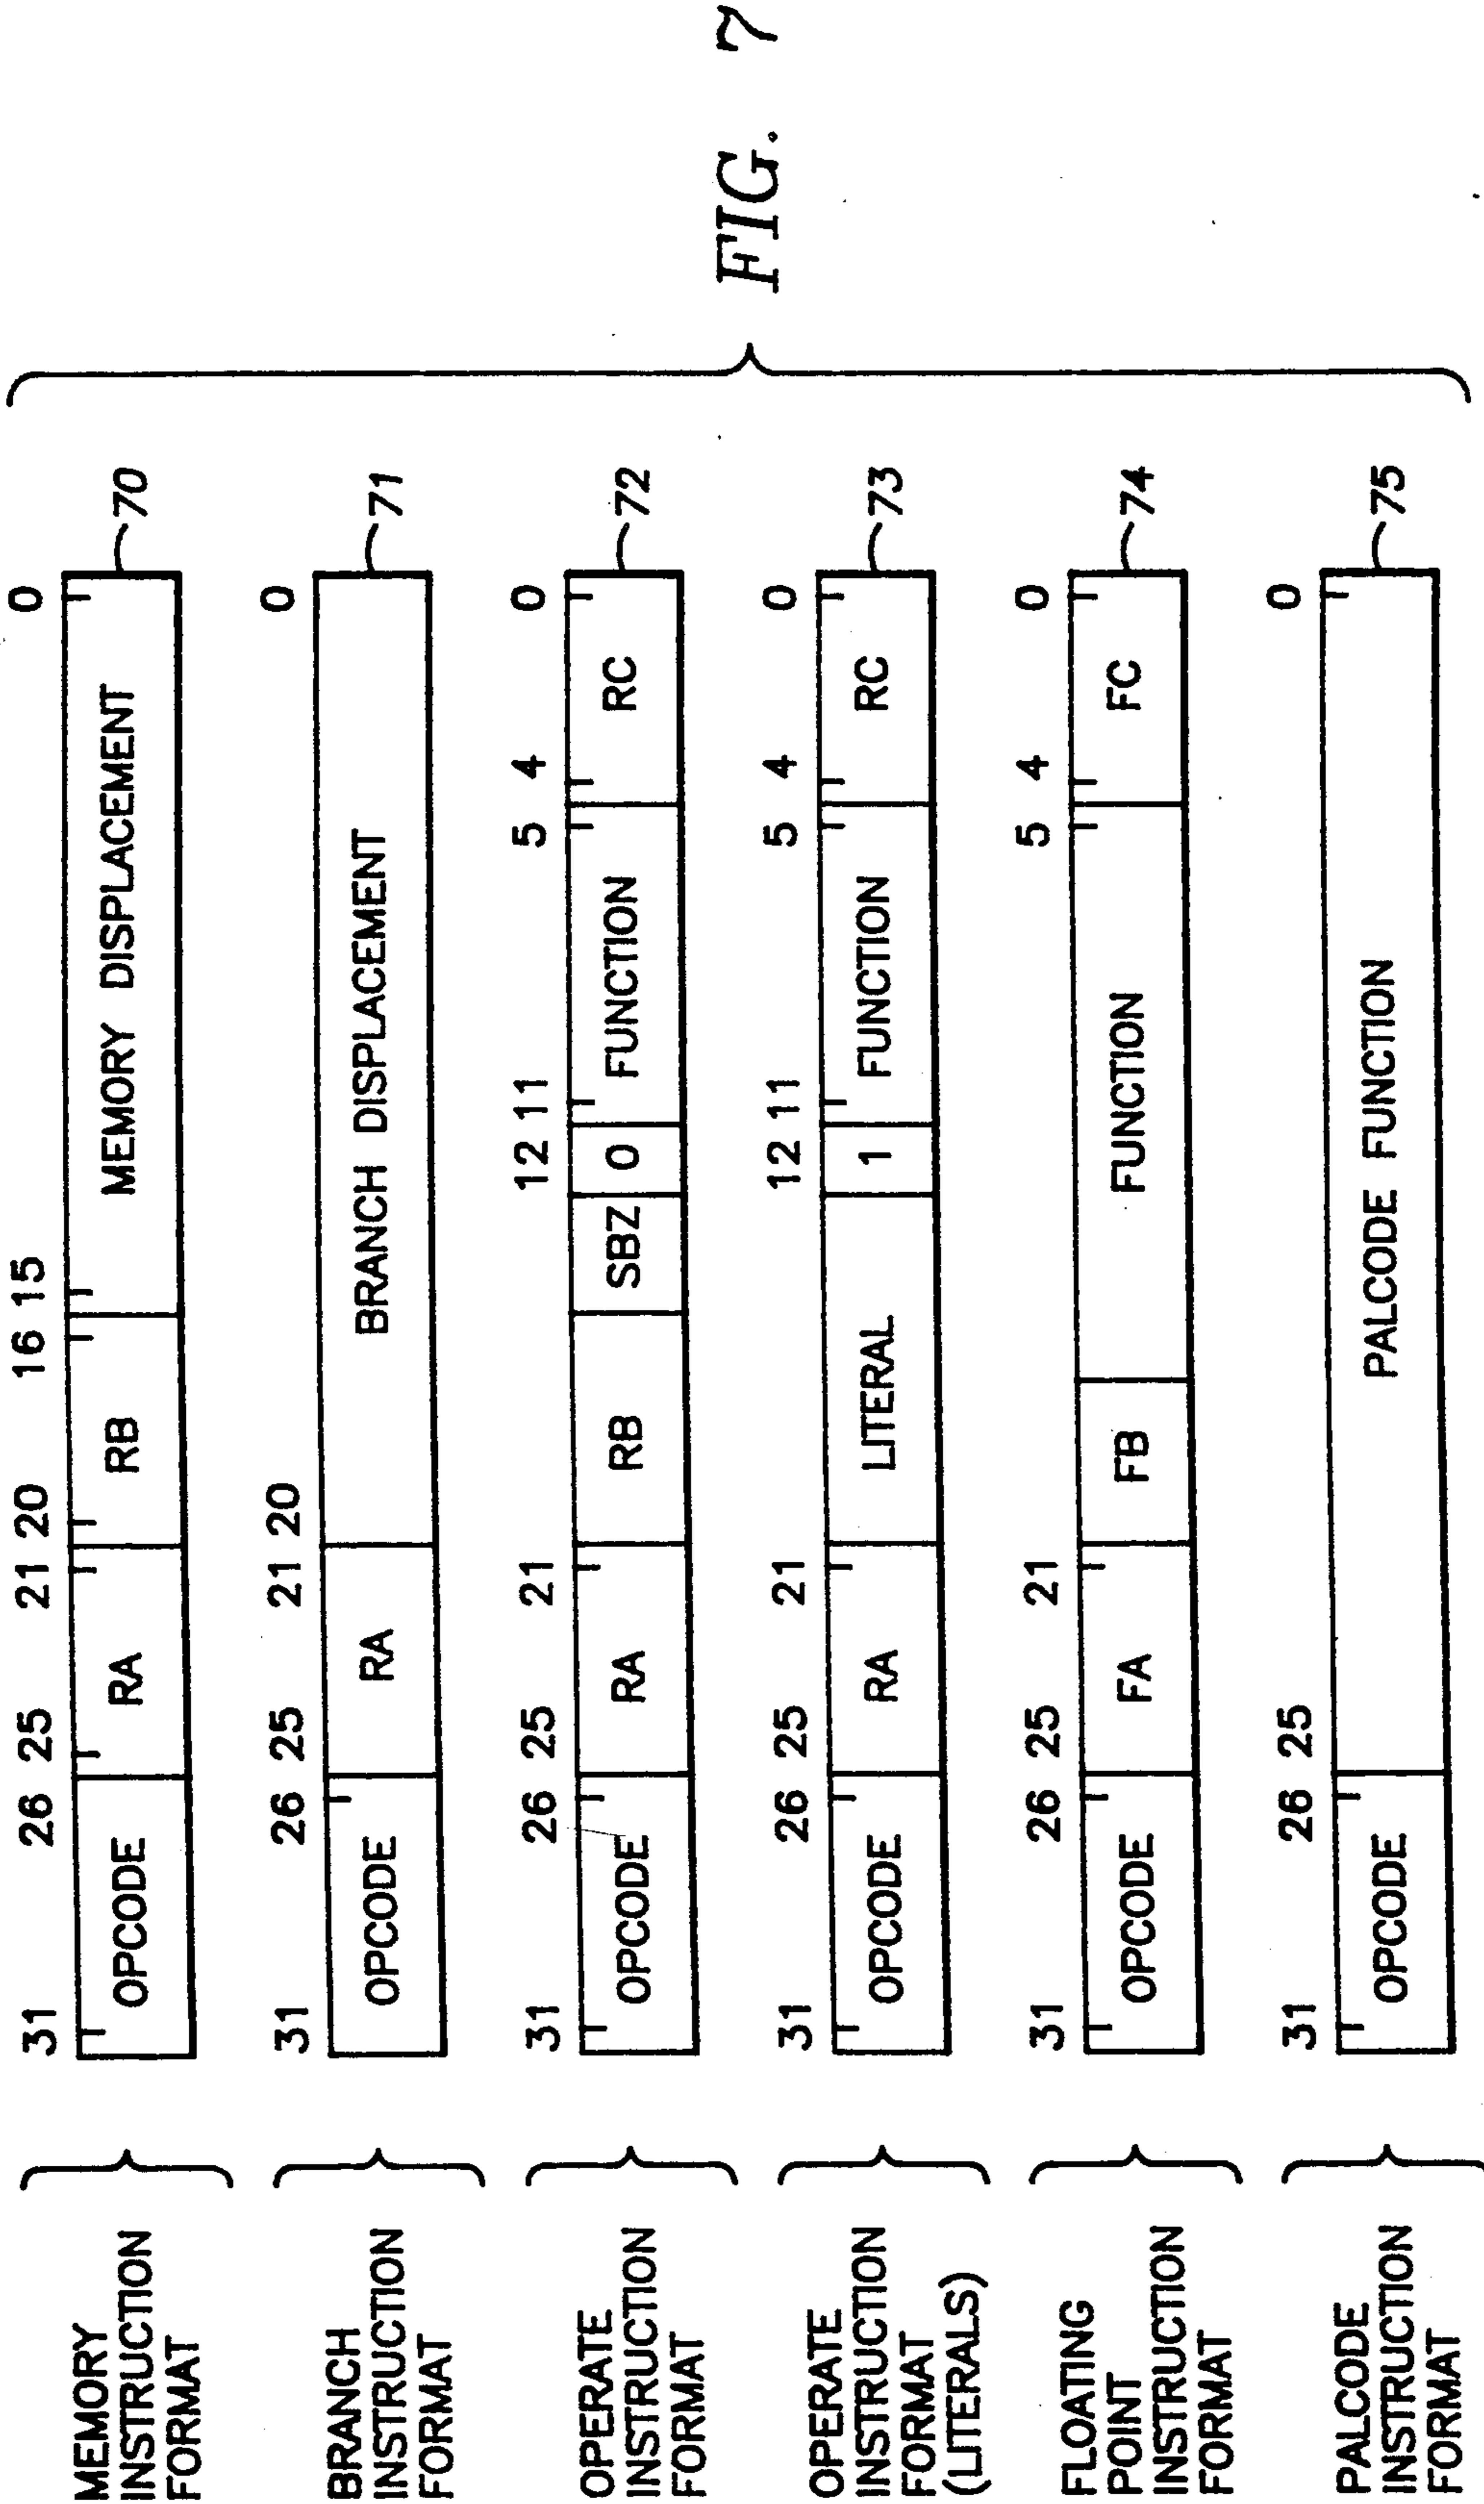 31 26 25 21 20 16 15 0
MEMORY
INSTRUCTION
FORMAT
OPCODE RA RB MEMORY DISPLACEMENT 70
31 26 25 21 20 0
BRANCH
INSTRUCTION
FORMAT
OPCODE RA BRANCH DISPLACEMENT 71
31 26 25 21 12 11 5 4 0
OPERATE
INSTRUCTION
FORMAT
OPCODE RA RB SBZ 0 FUNCTION RC 72
31 26 25 21 12 11 5 4 0
OPERATE
INSTRUCTION
FORMAT
(LITERALS)
OPCODE RA LITERAL 1 FUNCTION RC 73
31 26 25 21 5 4 0
FLOATING
POINT
INSTRUCTION
FORMAT
OPCODE FA FB FUNCTION FC 74
31 26 25 0
PALCODE
INSTRUCTION
FORMAT
OPCODE PALCODE FUNCTION 75
FIG. 7